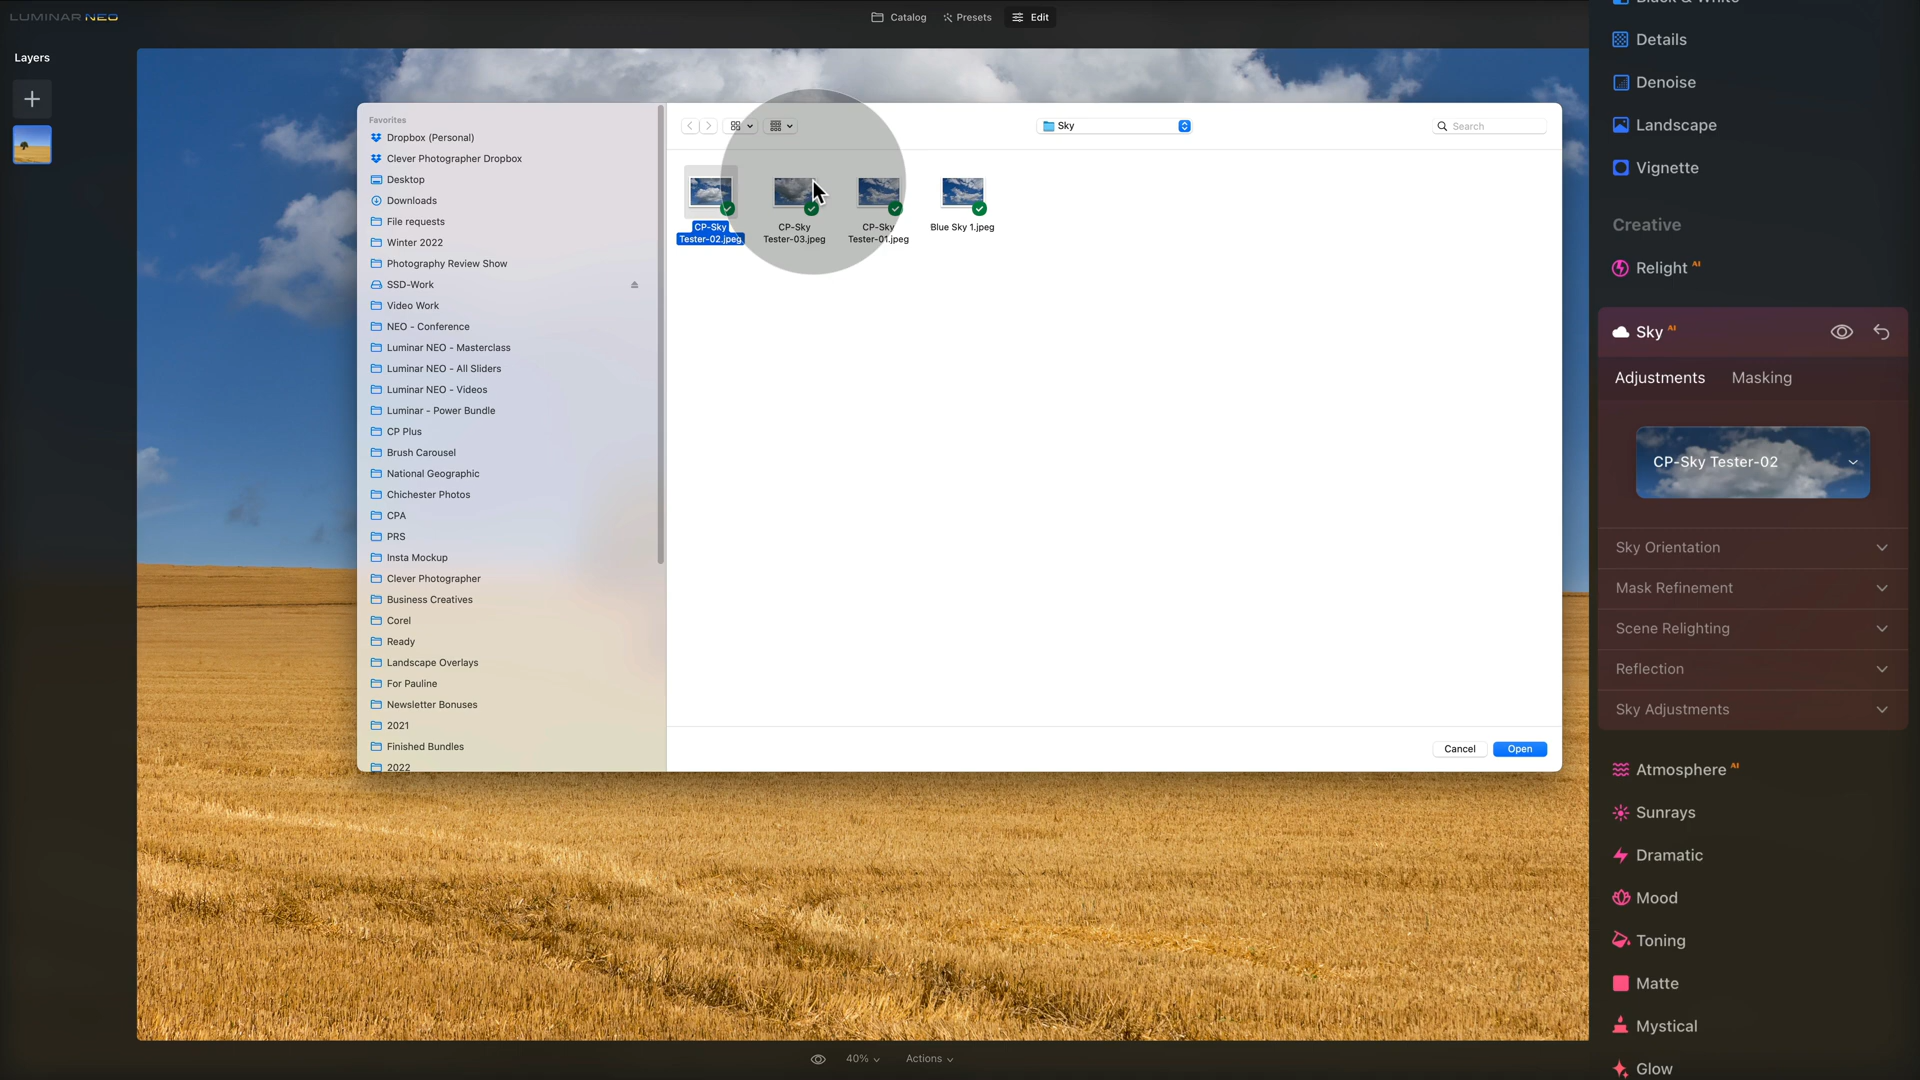 LUMINAR NEO
Catalog
Presets
Edit
Layers
Favorites
Dropbox (Personal)
Clever Photographer Dropbox
Desktop
Downloads
File requests
Winter 2022
Photography Review Show
SSD-Work
Video Work
NEO - Conference
Luminar NEO - Masterclass
Luminar NEO - All Sliders
Luminar NEO - Videos
Luminar - Power Bundle
CP Plus
Brush Carousel
National Geographic
Chichester Photos
CPA
PRS
Insta Mockup
Clever Photographer
Business Creatives
Corel
Ready
Landscape Overlays
For Pauline
Newsletter Bonuses
2021
Finished Bundles
2022
Sky
Search
CP-Sky
Tester-02.jpeg
CP-Sky
Tester-03.jpeg
CP-Sky
Tester-01.jpeg
Blue Sky 1.jpeg
Cancel
Open
Black & White
Details
Denoise
Landscape
Vignette
Creative
Relight AI
Sky AI
Adjustments
Masking
CP-Sky Tester-02
Sky Orientation
Mask Refinement
Scene Relighting
Reflection
Sky Adjustments
Atmosphere AI
Sunrays
Dramatic
Mood
Toning
Matte
Mystical
Glow
40%
Actions